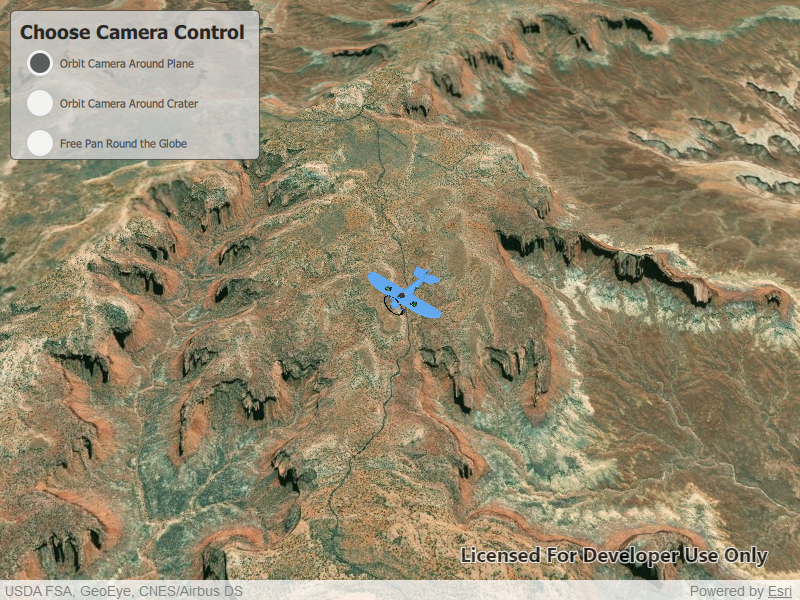 Choose Camera Control
Orbit Camera Around Plane
Orbit Camera Around Crater
Free Pan Round the Globe
Licensed For Developer Use Only
USDA FSA, GeoEye, CNES/Airbus DS
Powered by Esri